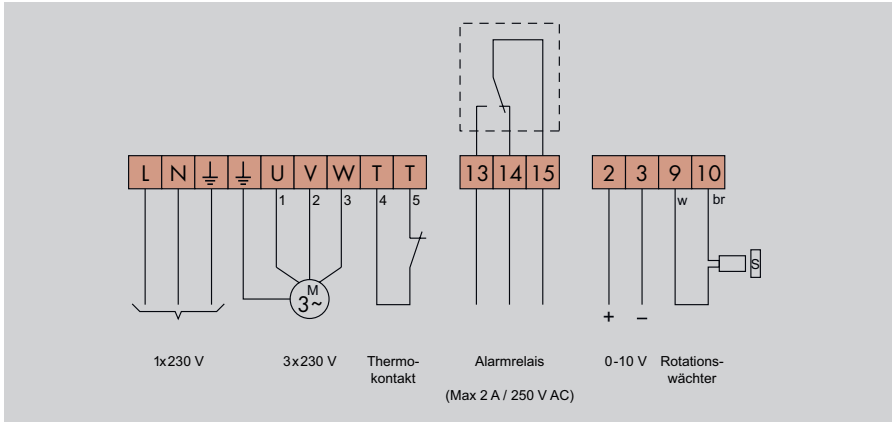 L N U V W T T
13 14 15
2 3 9 10
1 2 3 4 5
w br
M
3~
S
+ –
1x230 V
3x230 V
Thermo-
kontakt
Alarmrelais
(Max 2 A / 250 V AC)
0-10 V
Rotations-
wächter